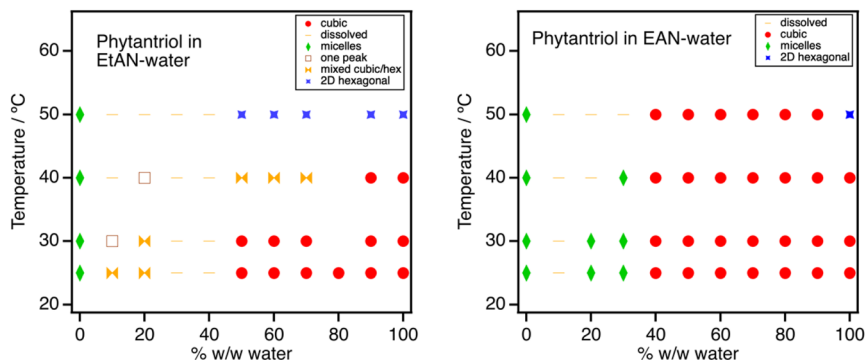 Phytantriol in
EtAN-water
cubic
dissolved
micelles
one peak
mixed cubic/hex
2D hexagonal
Temperature / ºC
60
50
40
30
20
0
20
40
60
80
100
% w/w water
Phytantriol in EAN-water
dissolved
cubic
micelles
2D hexagonal
Temperature / ºC
60
50
40
30
20
0
20
40
60
80
100
% w/w water